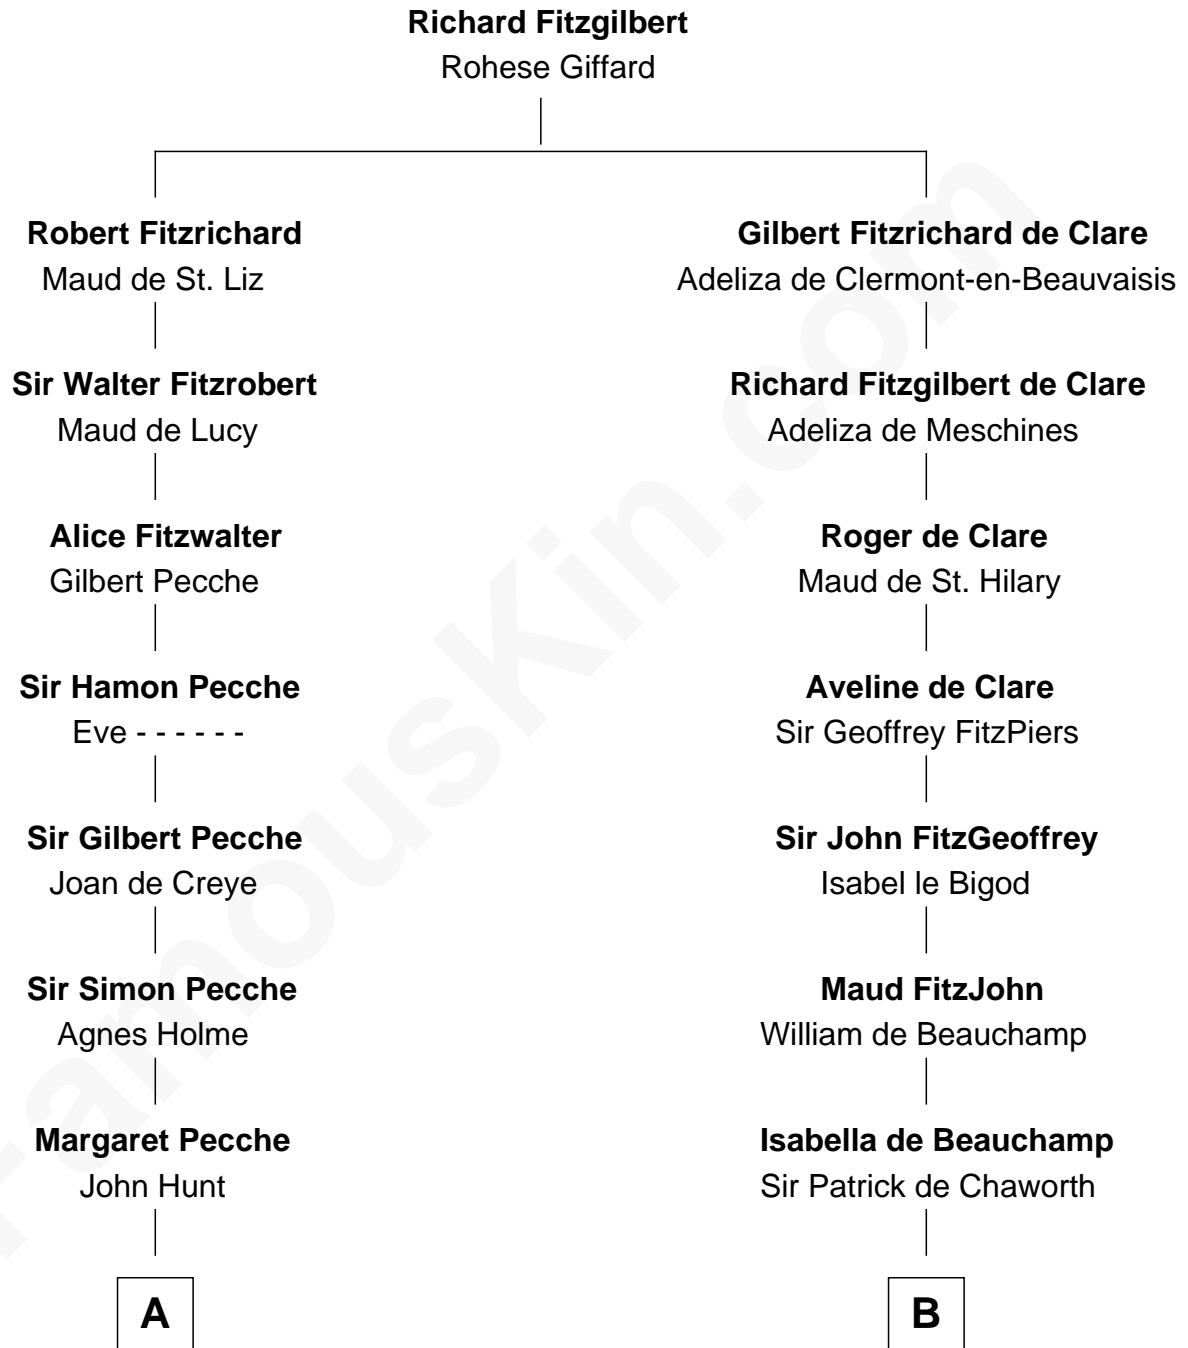 Richard Fitzgilbert
Rohese Giffard
Robert Fitzrichard
Maud de St. Liz
Sir Walter Fitzrobert
Maud de Lucy
Alice Fitzwalter
Gilbert Pecche
Sir Hamon Pecche
Eve - - - - - -
Sir Gilbert Pecche
Joan de Creye
Sir Simon Pecche
Agnes Holme
Margaret Pecche
John Hunt
A
Gilbert Fitzrichard de Clare
Adeliza de Clermont-en-Beauvaisis
Richard Fitzgilbert de Clare
Adeliza de Meschines
Roger de Clare
Maud de St. Hilary
Aveline de Clare
Sir Geoffrey FitzPiers
Sir John FitzGeoffrey
Isabel le Bigod
Maud FitzJohn
William de Beauchamp
Isabella de Beauchamp
Sir Patrick de Chaworth
B
FamousKin.com